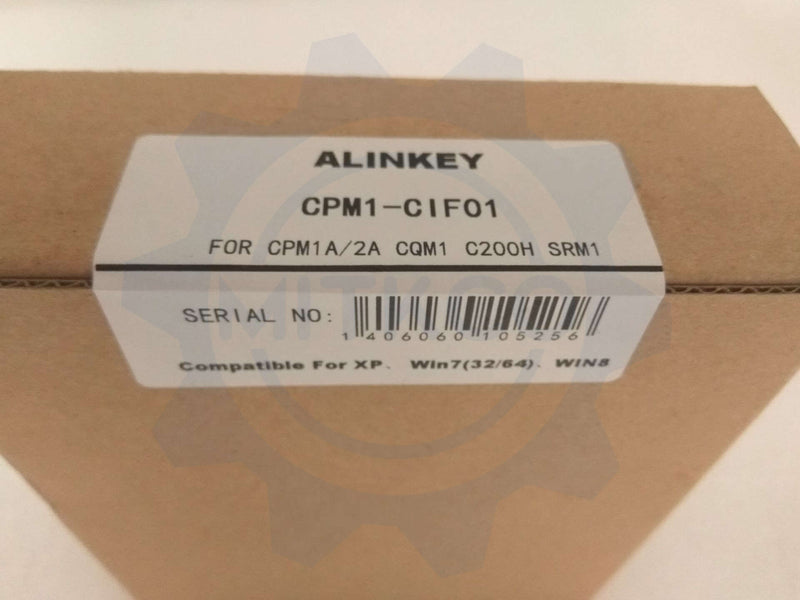 ALINKEY
CPM1-CIF01
FOR CPM1A/2A CQM1 C200H SRM1
SERIAL NO:
1406060105256
Compatible For XP、 Win7(32/64)、 WIN8